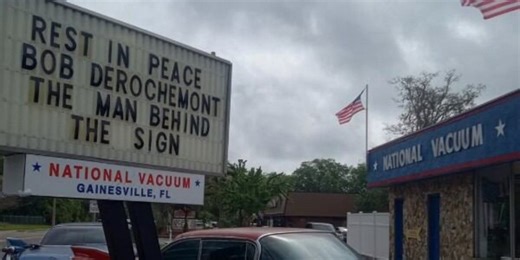 REST IN PEACE
BOB DEROCHEMONT
THE MAN BEHIND
THE SIGN
NATIONAL VACUUM
GAINESVILLE, FL
NATIONAL VACUUM